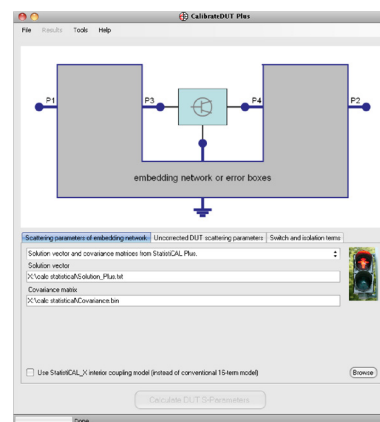 CalibrateDUT Plus
File Results Tools Help
P1 P3 P4 P2
embedding network or error boxes
Scattering parameters of embedding network Uncorrected DUT scattering parameters Switch and isolation terms
Solution vector and covariance matrices from StatistiCAL Plus.
Solution vector
X:\calc statistical\Solution_Plus.txt
Covariance matrix
X:\calc statistical\Covariance.bin
Use StatistiCAL_X interior coupling model (instead of conventional 16-term model)
Browse
Calculate DUT S-Parameters
Done